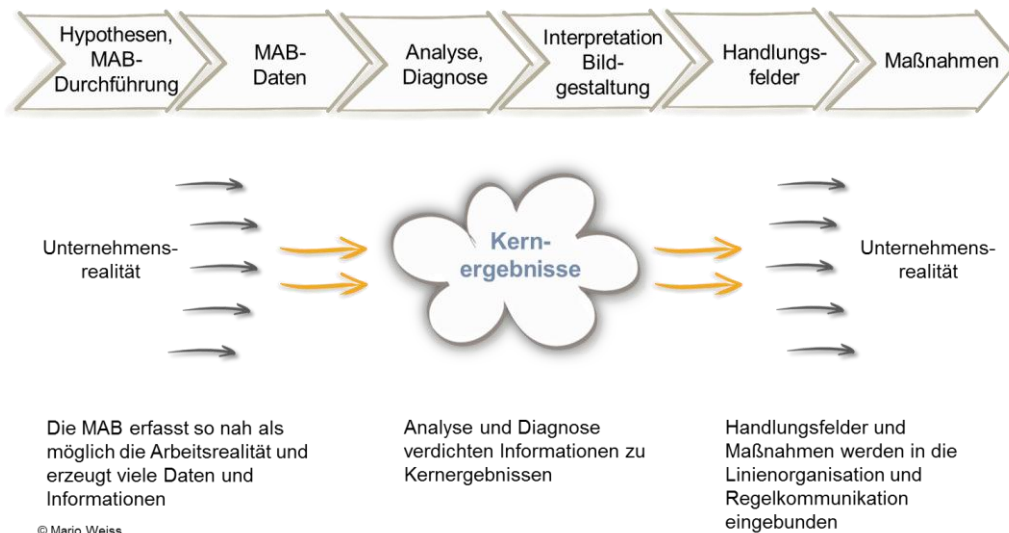 Hypothesen,
MAB-
Durchführung
MAB-
Daten
Analyse,
Diagnose
Interpretation
Bild-
gestaltung
Handlungs-
felder
Maßnahmen
Unternehmens-
realität
Kern-
ergebnisse
Unternehmens-
realität
Die MAB erfasst so nah als
möglich die Arbeitsrealität und
erzeugt viele Daten und
Informationen
Analyse und Diagnose
verdichten Informationen zu
Kernergebnissen
Handlungsfelder und
Maßnahmen werden in die
Linienorganisation und
Regelkommunikation
eingebunden
© Mario Weiss